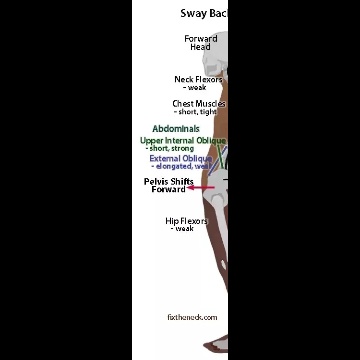 Sway Bac
Forward
Head
Neck Flexors
- weak
Chest Muscles
- short, tight
Abdominals
Upper Internal Oblique
- short, strong
External Oblique
- elongated, weak
Pelvis Shifts
Forward
Hip Flexors
- weak
fixtheneck.com